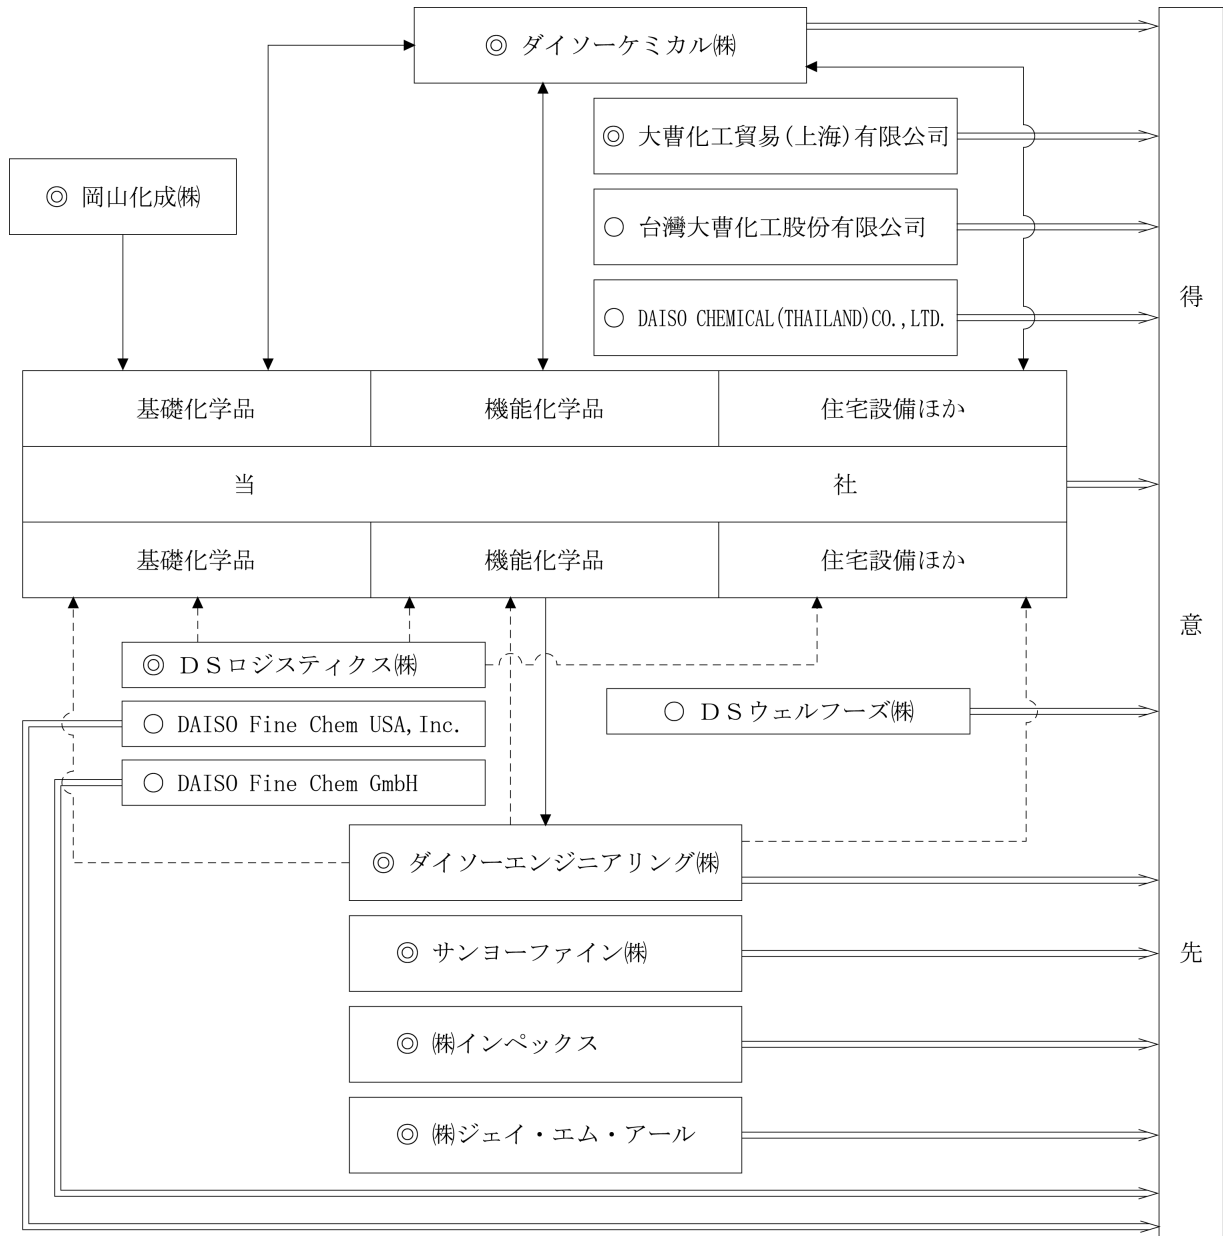 ◎ ダイソーケミカル㈱
◎ 大曹化工貿易(上海)有限公司
◎ 岡山化成㈱
○ 台灣大曹化工股份有限公司
○ DAISO CHEMICAL(THAILAND)CO.,LTD.
基礎化学品 機能化学品 住宅設備ほか
当 社
基礎化学品 機能化学品 住宅設備ほか
◎ ＤＳロジスティクス㈱
○ ＤＳウェルフーズ㈱
○ DAISO Fine Chem USA,Inc.
○ DAISO Fine Chem GmbH
◎ ダイソーエンジニアリング㈱
◎ サンヨーファイン㈱
◎ ㈱インペックス
◎ ㈱ジェイ・エム・アール
得意先